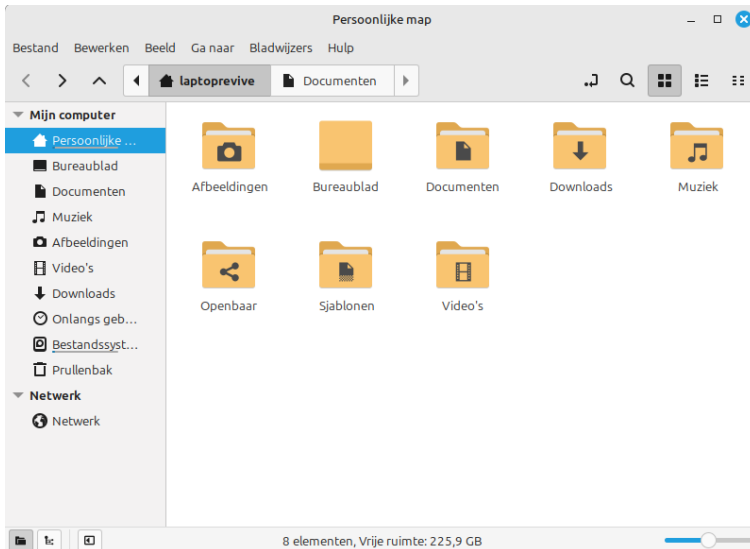 Persoonlijke map
Bestand Bewerken Beeld Ga naar Bladwijzers Hulp
laptoprevive Documenten
Mijn computer
Persoonlijke ...
Bureaublad
Documenten
Muziek
Afbeeldingen
Video's
Downloads
Onlangs geb...
Bestandssyst...
Prullenbak
Netwerk
Netwerk
Afbeeldingen Bureaublad Documenten Downloads Muziek
Openbaar Sjablonen Video's
8 elementen, Vrije ruimte: 225,9 GB